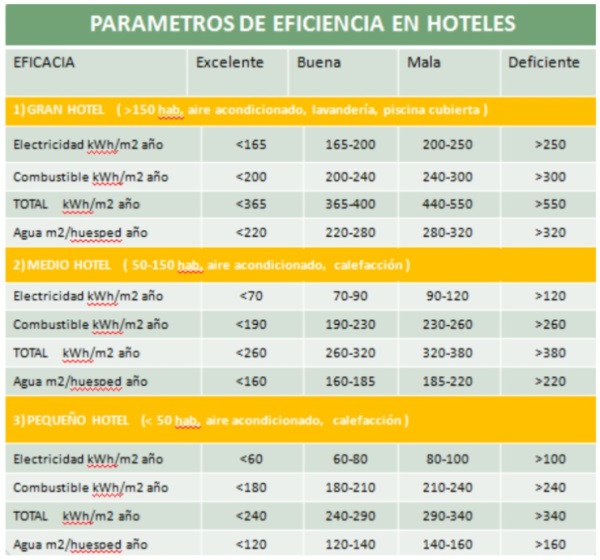 PARAMETROS DE EFICIENCIA EN HOTELES
EFICACIA Excelente Buena Mala Deficiente
1)GRAN HOTEL (>150 hab, aire acondicionado, lavandería, piscina cubierta)
Electricidad kWh/m2 año <165 165-200 200-250 >250
Combustible kWh/m2 año <200 200-240 240-300 >300
TOTAL kWh/m2 año <365 365-400 440-550 >550
Agua m2/huesped año <220 220-280 280-320 >320
2)MEDIO HOTEL ( 50-150 hab, aire acondicionado, calefacción)
Electricidad kWh/m2 año <70 70-90 90-120 >120
Combustible kWh/m2 año <190 190-230 230-260 >260
TOTAL kWh/m2 año <260 260-320 320-380 >380
Agua m2/huesped año <160 160-185 185-220 >220
3)PEQUEÑO HOTEL (< 50 hab, aire acondicionado, calefacción)
Electricidad kWh/m2 año <60 60-80 80-100 >100
Combustible kWh/m2 año <180 180-210 210-240 >240
TOTAL kWh/m2 año <240 240-290 290-340 >340
Agua m2/huesped año <120 120-140 140-160 >160